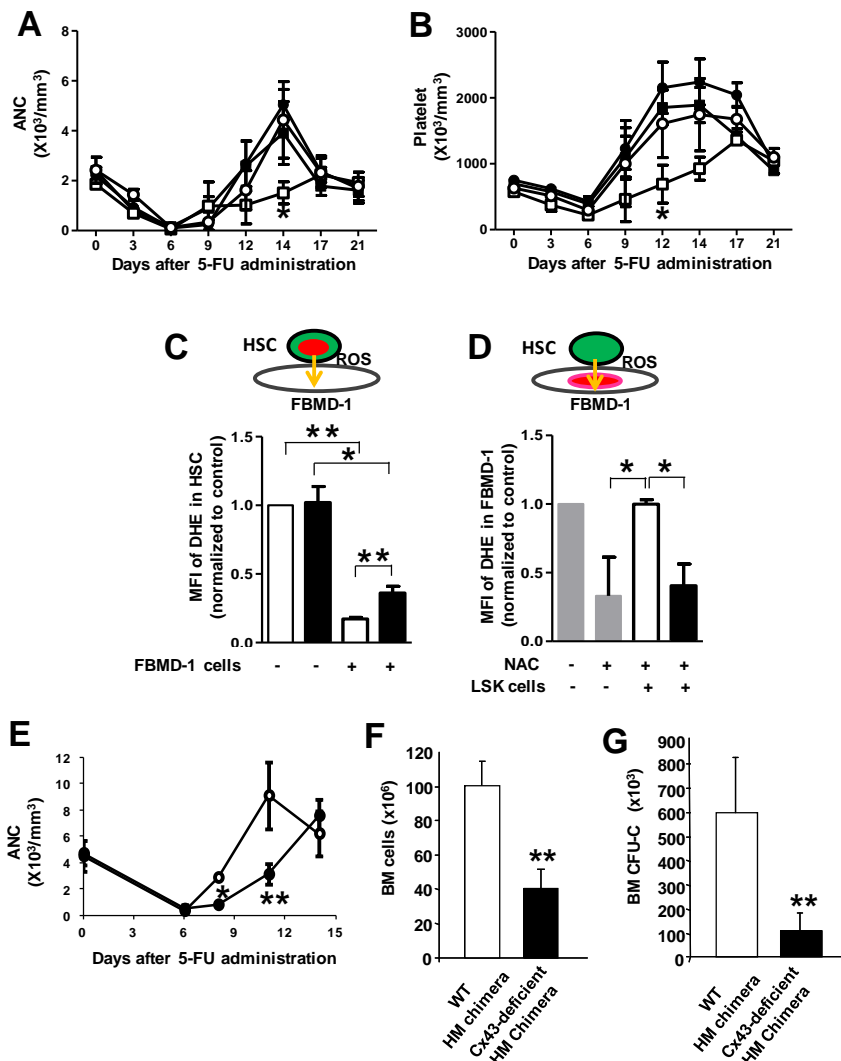 A
ANC
(X10³/mm³)
8
6
4
2
0
0 3 6 9 12 14 17 21
*
Days after 5-FU administration
B
Platelet
(X10³/mm³)
3000
2000
1000
0
0 3 6 9 12 14 17 21
*
Days after 5-FU administration
C
HSC
ROS
FBMD-1
MFI of DHE in HSC
(normalized to control)
1.5
1.0
0.5
0.0
**
*
**
FBMD-1 cells - - + +
D
HSC
ROS
FBMD-1
MFI of DHE in FBMD-1
(normalized to control)
1.5
1.0
0.5
0.0
* *
NAC - + + +
LSK cells - - + +
E
ANC
(X10³/mm³)
12
10
8
6
4
2
0
0 3 6 9 12 15
*
**
Days after 5-FU administration
F
BM cells (x10⁶)
120
100
80
60
40
20
0
**
WT
HM chimera
Cx43-deficient
HM Chimera
G
BM CFU-C (x10³)
900
800
700
600
500
400
300
200
100
0
**
WT
HM chimera
Cx43-deficient
HM Chimera